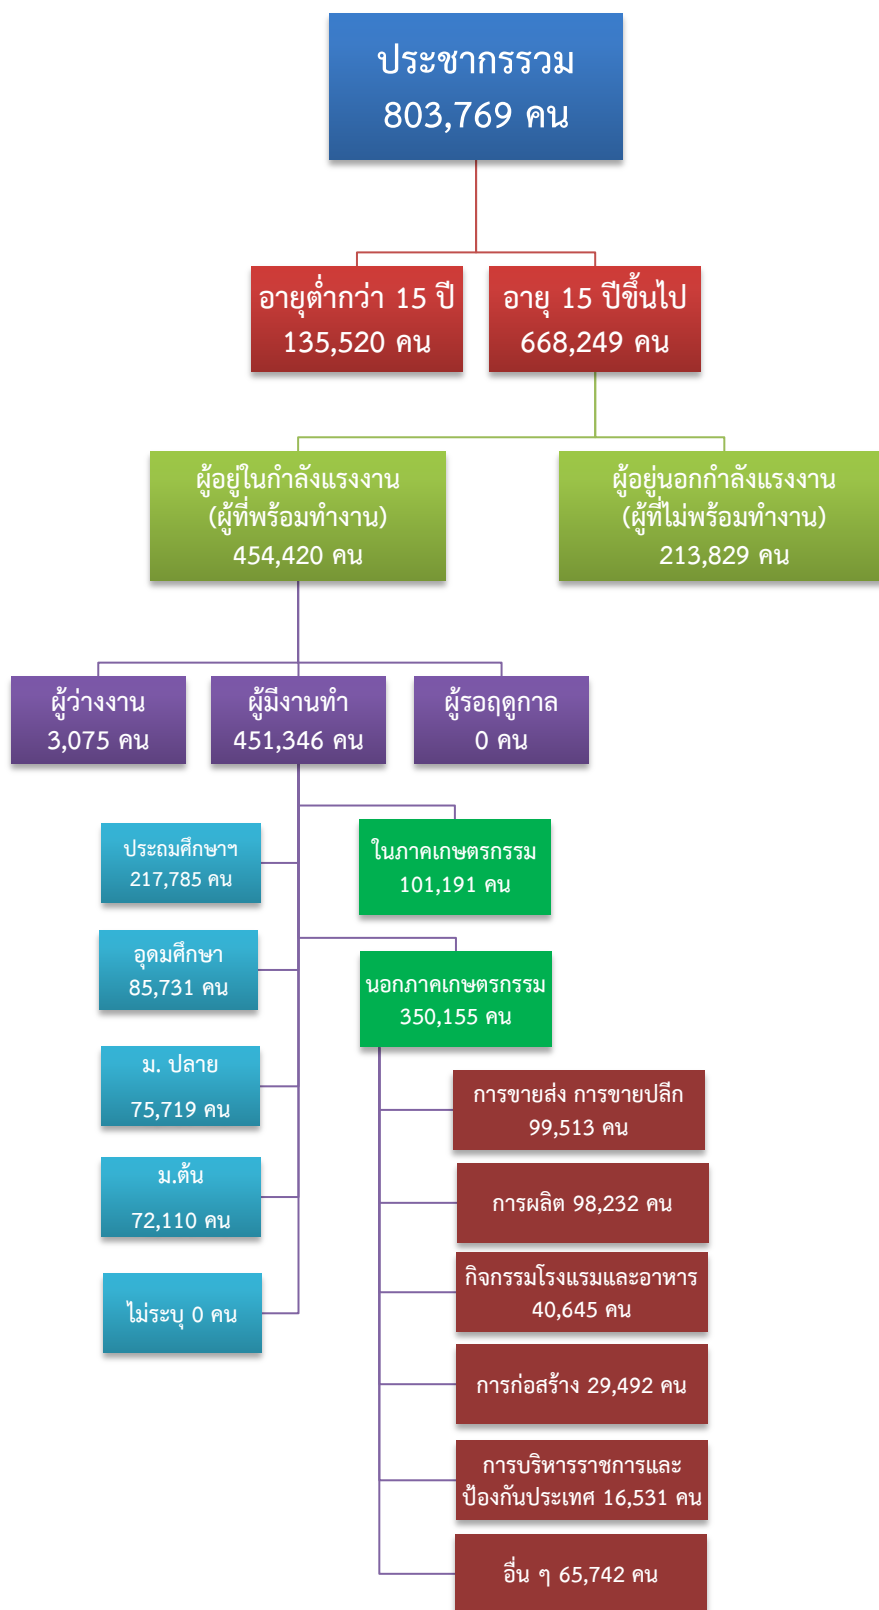 ประชากรรวม
803,769 คน
อายุต่ำกว่า 15 ปี
135,520 คน
อายุ 15 ปีขึ้นไป
668,249 คน
ผู้อยู่ในกำลังแรงงาน
(ผู้ที่พร้อมทำงาน)
454,420 คน
ผู้อยู่นอกกำลังแรงงาน
(ผู้ที่ไม่พร้อมทำงาน)
213,829 คน
ผู้ว่างงาน
3,075 คน
ผู้มีงานทำ
451,346 คน
ผู้รอฤดูกาล
0 คน
ประถมศึกษาฯ
217,785 คน
อุดมศึกษา
85,731 คน
ม. ปลาย
75,719 คน
ม.ต้น
72,110 คน
ไม่ระบุ 0 คน
ในภาคเกษตรกรรม
101,191 คน
นอกภาคเกษตรกรรม
350,155 คน
การขายส่ง การขายปลีก
99,513 คน
การผลิต 98,232 คน
กิจกรรมโรงแรมและอาหาร
40,645 คน
การก่อสร้าง 29,492 คน
การบริหารราชการและ
ป้องกันประเทศ 16,531 คน
อื่น ๆ 65,742 คน